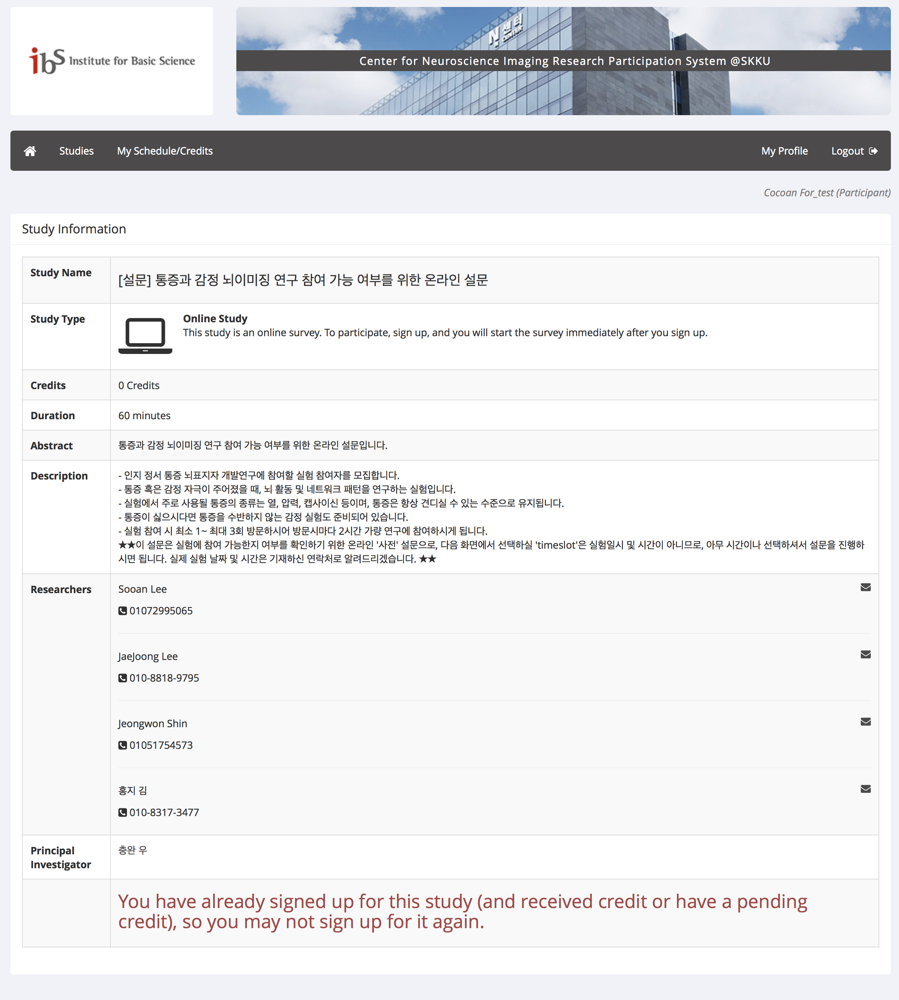 ibs Institute for Basic Science
N 센터
N CENTER
Center for Neuroscience Imaging Research Participation System @SKKU
Studies
My Schedule/Credits
My Profile
Logout
Cocoan For_test (Participant)
Study Information
Study Name
[설문] 통증과 감정 뇌이미징 연구 참여 가능 여부를 위한 온라인 설문
Study Type
Online Study
This study is an online survey. To participate, sign up, and you will start the survey immediately after you sign up.
Credits
0 Credits
Duration
60 minutes
Abstract
통증과 감정 뇌이미징 연구 참여 가능 여부를 위한 온라인 설문입니다.
Description
- 인지 정서 통증 뇌표지자 개발연구에 참여할 실험 참여자를 모집합니다.
- 통증 혹은 감정 자극이 주어졌을 때, 뇌 활동 및 네트워크 패턴을 연구하는 실험입니다.
- 실험에서 주로 사용될 통증의 종류는 열, 압력, 캡사이신 등이며, 통증은 항상 견디실 수 있는 수준으로 유지됩니다.
- 통증이 싫으시다면 통증을 수반하지 않는 감정 실험도 준비되어 있습니다.
- 실험 참여 시 최소 1~ 최대 3회 방문하시어 방문시마다 2시간 가량 연구에 참여하시게 됩니다.
★★이 설문은 실험에 참여 가능한지 여부를 확인하기 위한 온라인 '사전' 설문으로, 다음 화면에서 선택하실 'timeslot'은 실험일시 및 시간이 아니므로, 아무 시간이나 선택하셔서 설문을 진행하
시면 됩니다. 실제 실험 날짜 및 시간은 기재하신 연락처로 알려드리겠습니다. ★★
Researchers
Sooan Lee
01072995065
JaeJoong Lee
010-8818-9795
Jeongwon Shin
01051754573
홍지 김
010-8317-3477
Principal
Investigator
충완 우
You have already signed up for this study (and received credit or have a pending
credit), so you may not sign up for it again.